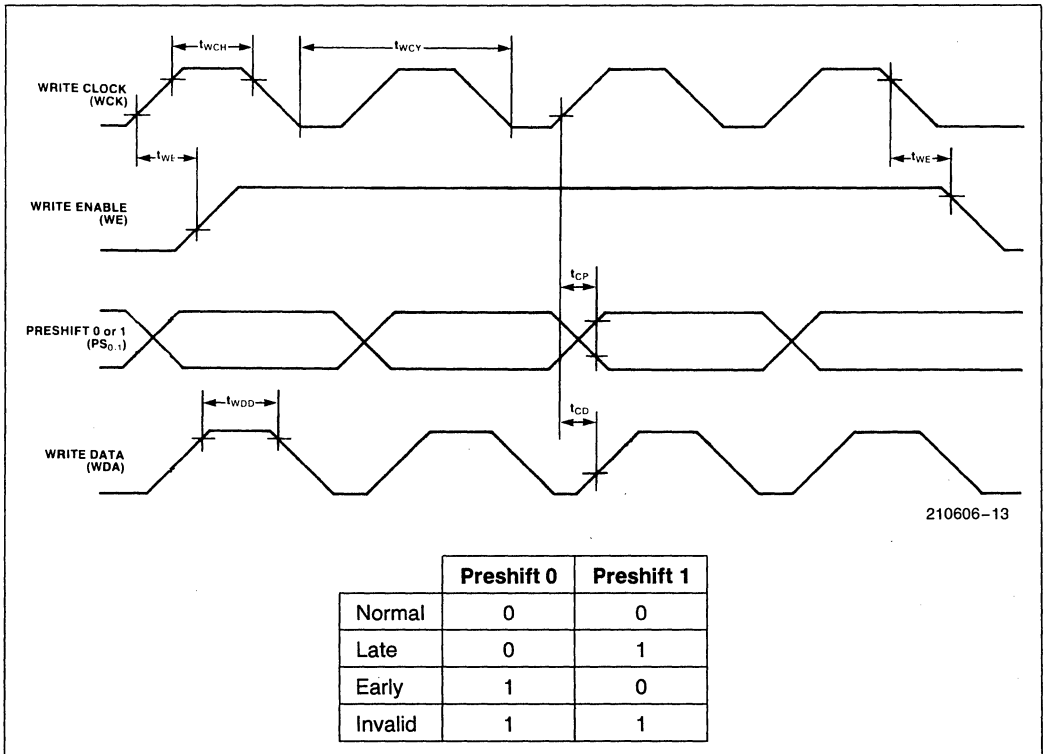 tWCH
tWCY
WRITE CLOCK
(WCK)
tWE
tWE
WRITE ENABLE
(WE)
tCP
PRESHIFT 0 or 1
(PS0,1)
tWDD
tCD
WRITE DATA
(WDA)
210606–13
Preshift 0 Preshift 1
Normal 0 0
Late 0 1
Early 1 0
Invalid 1 1